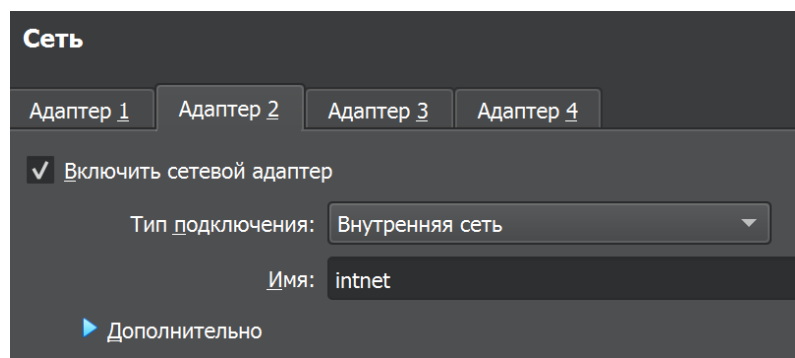 Сеть
Адаптер 1 Адаптер 2 Адаптер 3 Адаптер 4
Включить сетевой адаптер
Тип подключения: Внутренняя сеть
Имя: intnet
Дополнительно